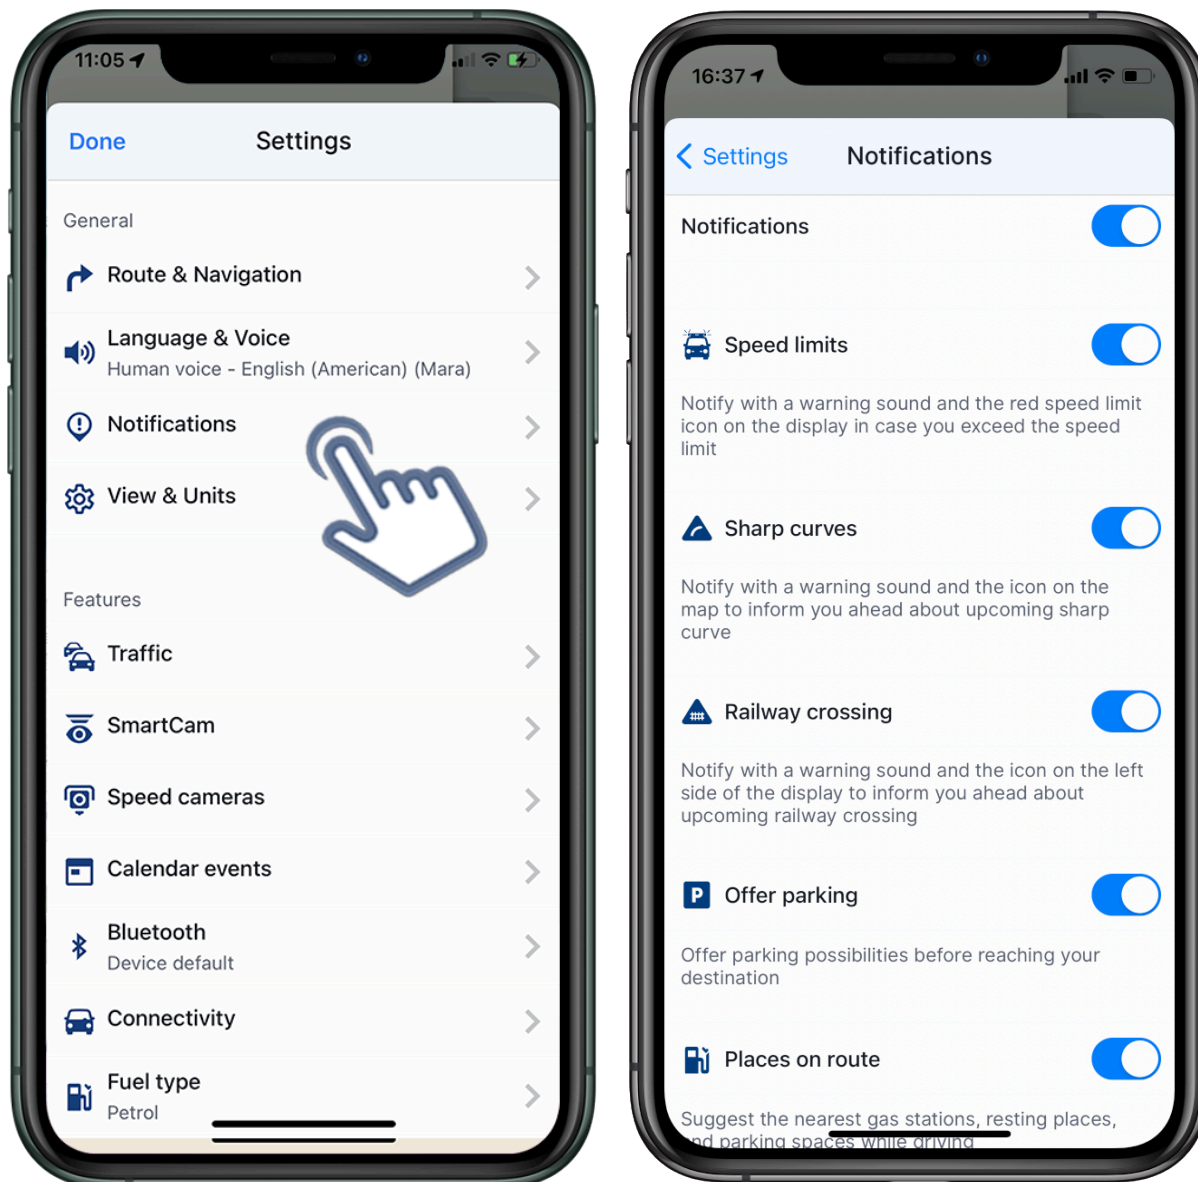 11:05
Done
Settings
General
Route & Navigation
Language & Voice
Human voice - English (American) (Mara)
Notifications
View & Units
Features
Traffic
SmartCam
Speed cameras
Calendar events
Bluetooth
Device default
Connectivity
Fuel type
Petrol
16:37
Settings
Notifications
Notifications
Speed limits
Notify with a warning sound and the red speed limit
icon on the display in case you exceed the speed
limit
Sharp curves
Notify with a warning sound and the icon on the
map to inform you ahead about upcoming sharp
curve
Railway crossing
Notify with a warning sound and the icon on the left
side of the display to inform you ahead about
upcoming railway crossing
P Offer parking
Offer parking possibilities before reaching your
destination
Places on route
Suggest the nearest gas stations, resting places,
and parking spaces while driving